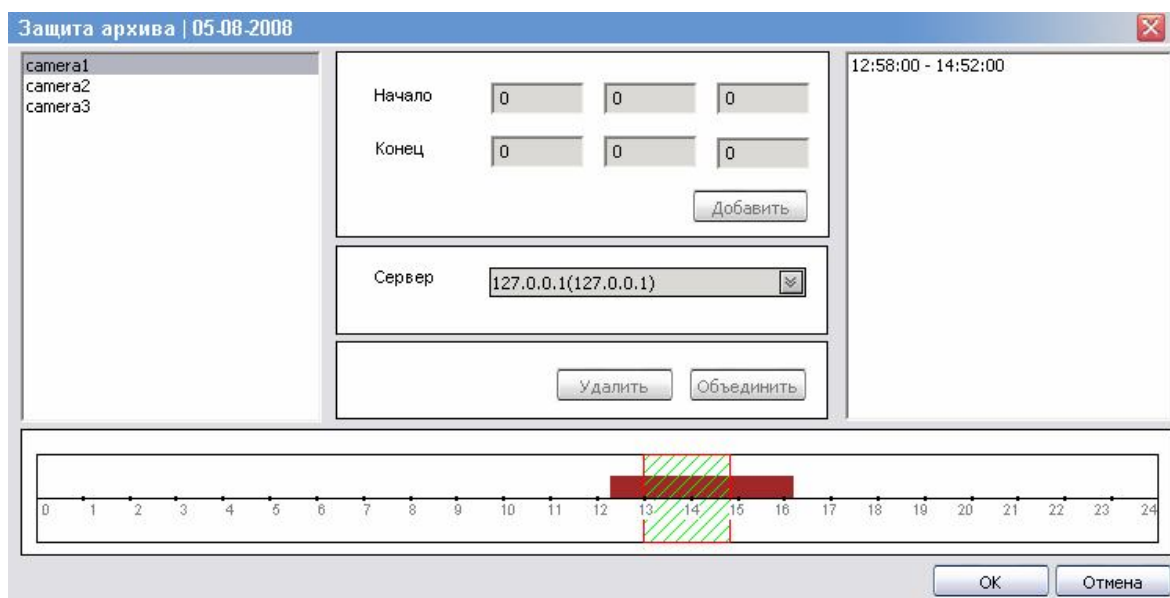 Защита архива | 05-08-2008
camera1
camera2
camera3
Начало 0 0 0
Конец 0 0 0
Добавить
Сервер 127.0.0.1(127.0.0.1)
Удалить Объединить
12:58:00 - 14:52:00
0 1 2 3 4 5 6 7 8 9 10 11 12 13 14 15 16 17 18 19 20 21 22 23 24
OK Отмена